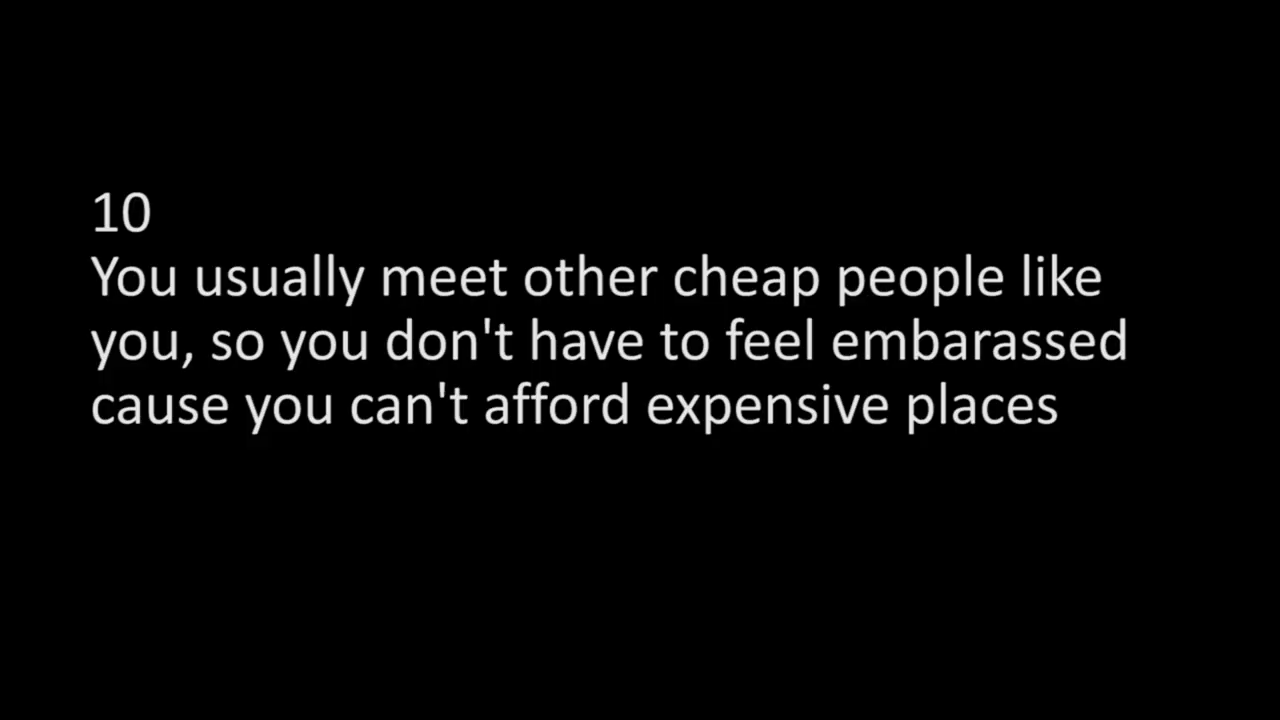 10
You usually meet other cheap people like
you, so you don't have to feel embarassed
cause you can't afford expensive places